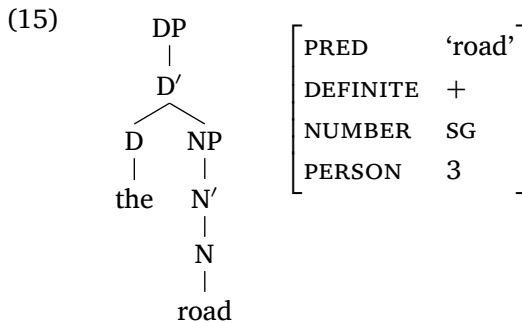 (15)
DP
D′
D NP
the N′
N
road
PRED ‘road’
DEFINITE +
NUMBER SG
PERSON 3